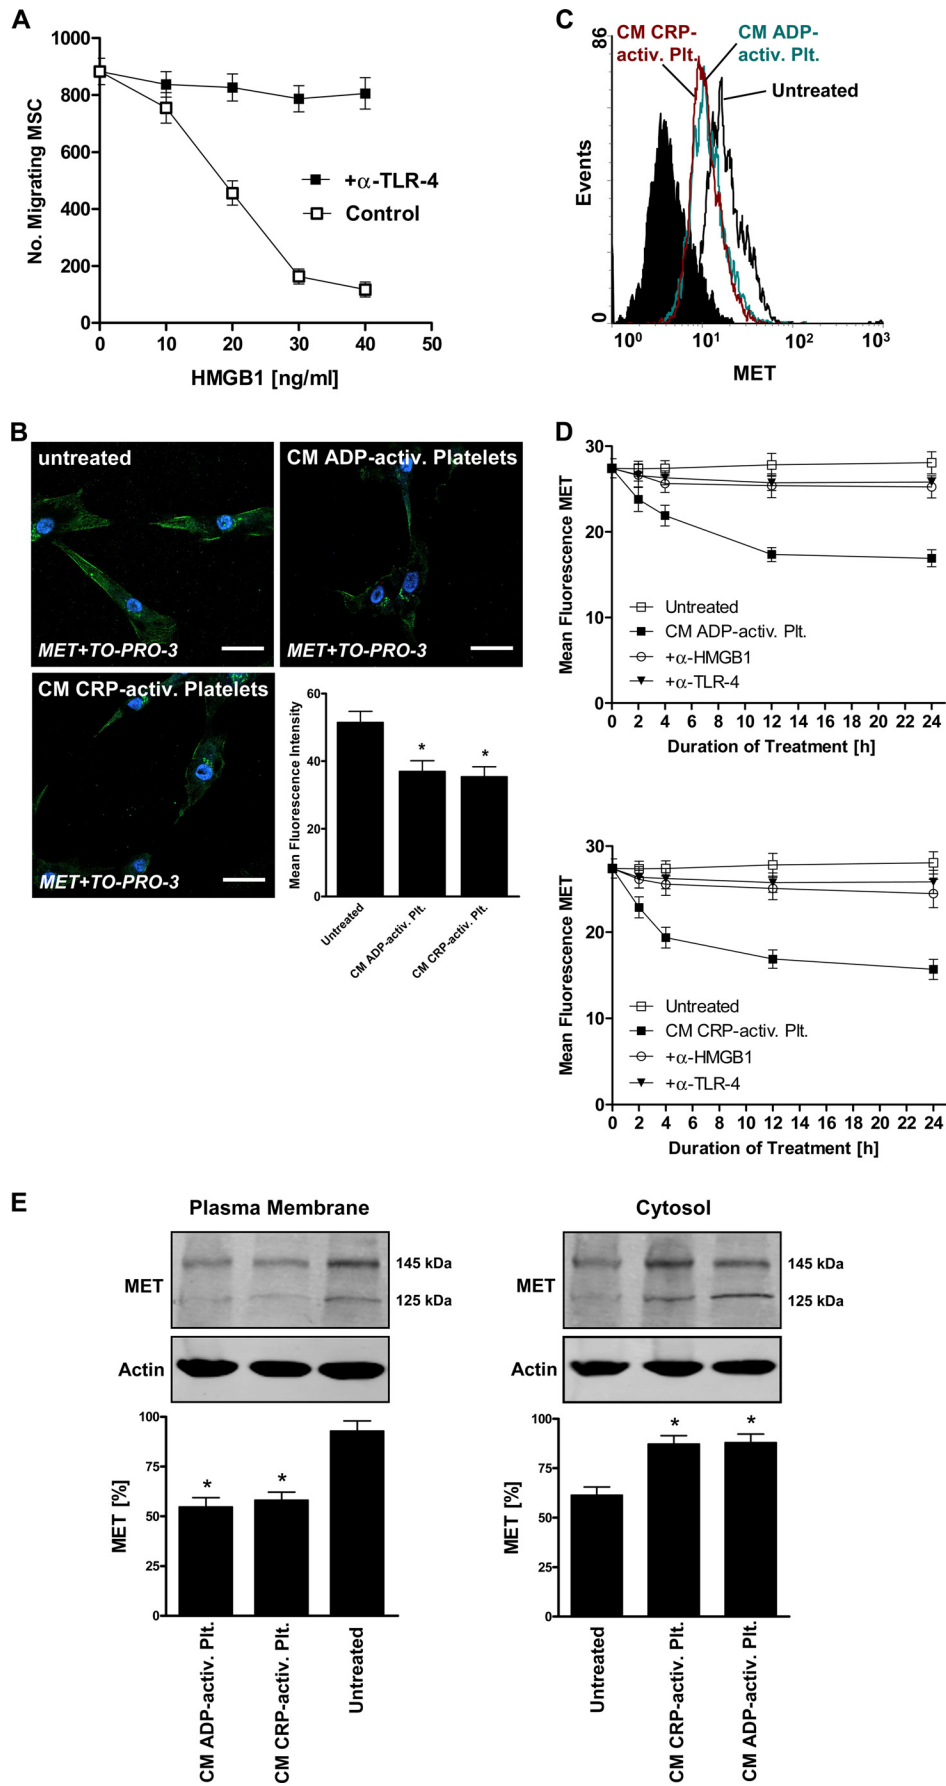 A
1000
800
600
400
200
0
No. Migrating MSC
+α-TLR-4
Control
0 10 20 30 40 50
HMGB1 [ng/ml]
C
86
0
Events
CM CRP-
activ. Plt.
CM ADP-
activ. Plt.
Untreated
10⁰ 10¹ 10² 10³
MET
B
untreated
MET+TO-PRO-3
CM ADP-activ. Platelets
MET+TO-PRO-3
CM CRP-activ. Platelets
MET+TO-PRO-3
60
40
20
0
Mean Fluorescence Intensity
* *
Untreated
CM ADP-activ. Plt.
CM CRP-activ. Plt.
D
30
20
10
0
Mean Fluorescence MET
Untreated
CM ADP-activ. Plt.
+α-HMGB1
+α-TLR-4
0 2 4 6 8 10 12 14 16 18 20 22 24
Duration of Treatment [h]
30
20
10
0
Mean Fluorescence MET
Untreated
CM CRP-activ. Plt.
+α-HMGB1
+α-TLR-4
0 2 4 6 8 10 12 14 16 18 20 22 24
Duration of Treatment [h]
E
Plasma Membrane
MET
145 kDa
125 kDa
Actin
100
75
50
25
0
MET [%]
* *
CM ADP-activ. Plt.
CM CRP-activ. Plt.
Untreated
Cytosol
MET
145 kDa
125 kDa
Actin
100
75
50
25
0
MET [%]
* *
Untreated
CM CRP-activ. Plt.
CM ADP-activ. Plt.